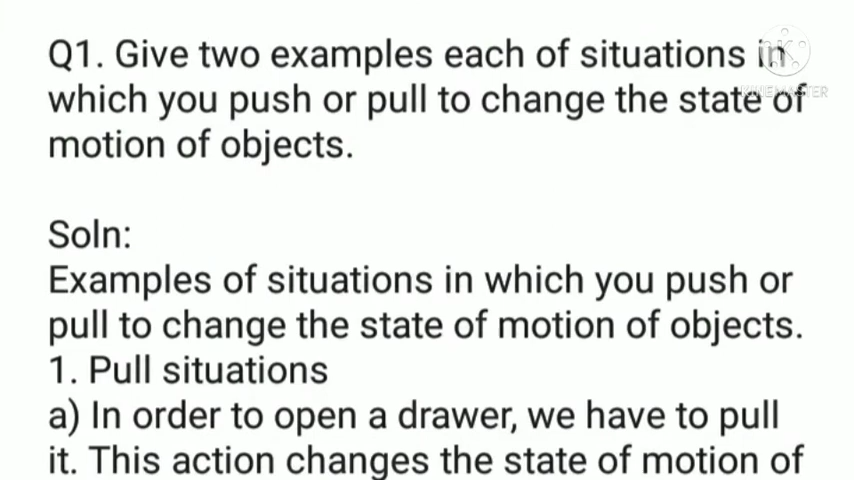 Q1. Give two examples each of situations in
which you push or pull to change the state of
motion of objects.
Soln:
Examples of situations in which you push or
pull to change the state of motion of objects.
1. Pull situations
a) In order to open a drawer, we have to pull
it. This action changes the state of motion of
K
KINEMASTER